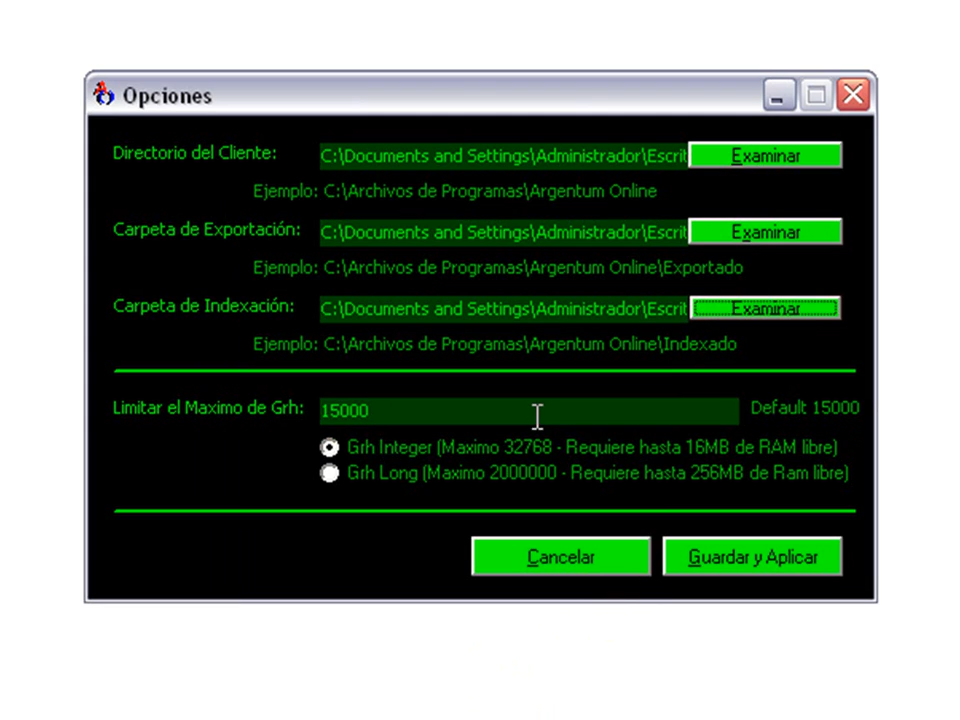 Opciones
Directorio del Cliente: C:\Documents and Settings\Administrador\Escrit Examinar
Ejemplo: C:\Archivos de Programas\Argentum Online
Carpeta de Exportación: C:\Documents and Settings\Administrador\Escrit Examinar
Ejemplo: C:\Archivos de Programas\Argentum Online\Exportado
Carpeta de Indexación: C:\Documents and Settings\Administrador\Escrit Examinar
Ejemplo: C:\Archivos de Programas\Argentum Online\Indexado
Limitar el Maximo de Grh: 15000 Default 15000
Grh Integer (Maximo 32768 - Requiere hasta 16MB de RAM libre)
Grh Long (Maximo 2000000 - Requiere hasta 256MB de Ram libre)
Cancelar Guardar y Aplicar